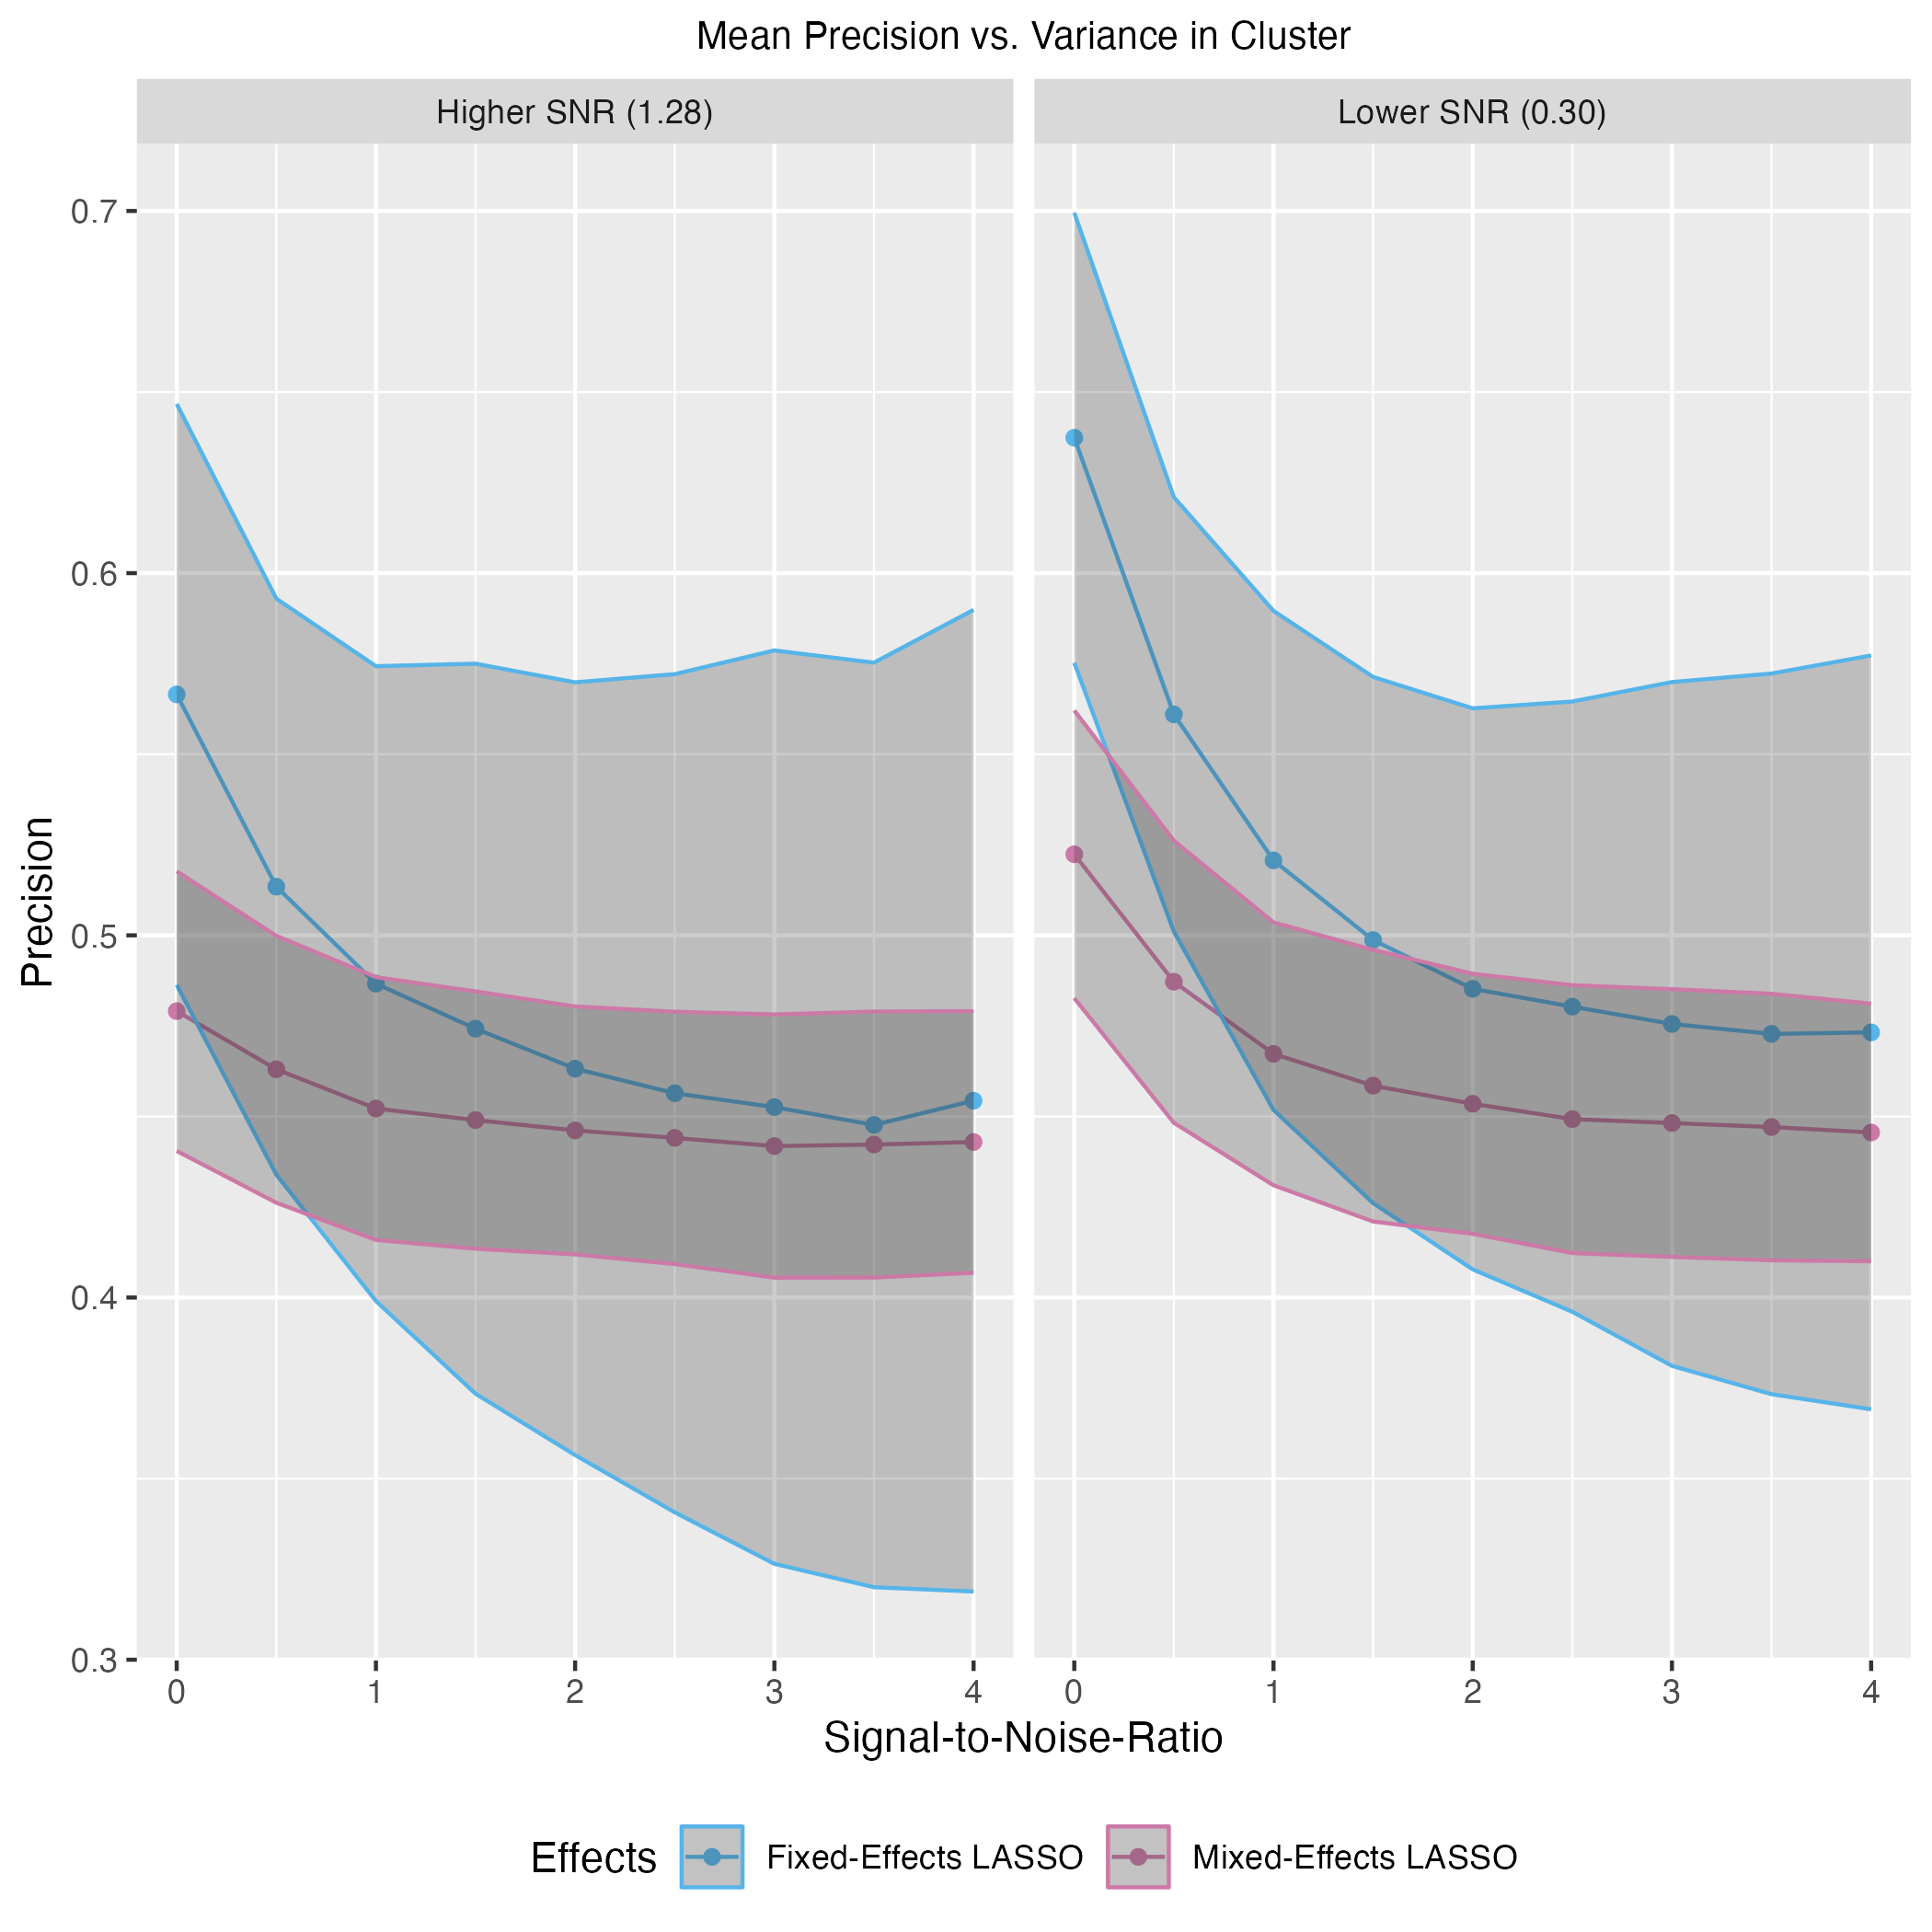 Mean Precision vs. Variance in Cluster
Higher SNR (1.28)
Lower SNR (0.30)
Precision
0.7
0.6
0.5
0.4
0.3
0 1 2 3 4
0 1 2 3 4
Signal-to-Noise-Ratio
Effects Fixed-Effects LASSO Mixed-Effects LASSO